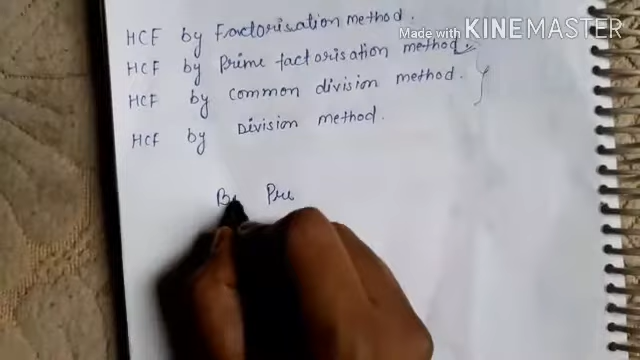 Made with KINEMASTER
HCF by Factorisation method.
HCF by Prime factorisation method.
HCF by common division method.
HCF by Division method.